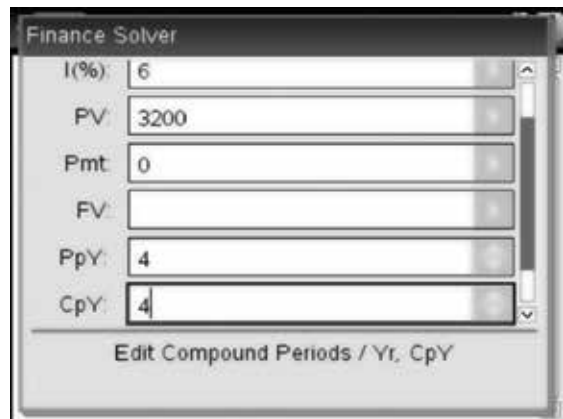 Finance Solver
I(%): 6
PV: 3200
Pmt: 0
FV:
PpY: 4
CpY: 4
Edit Compound Periods / Yr, CpY